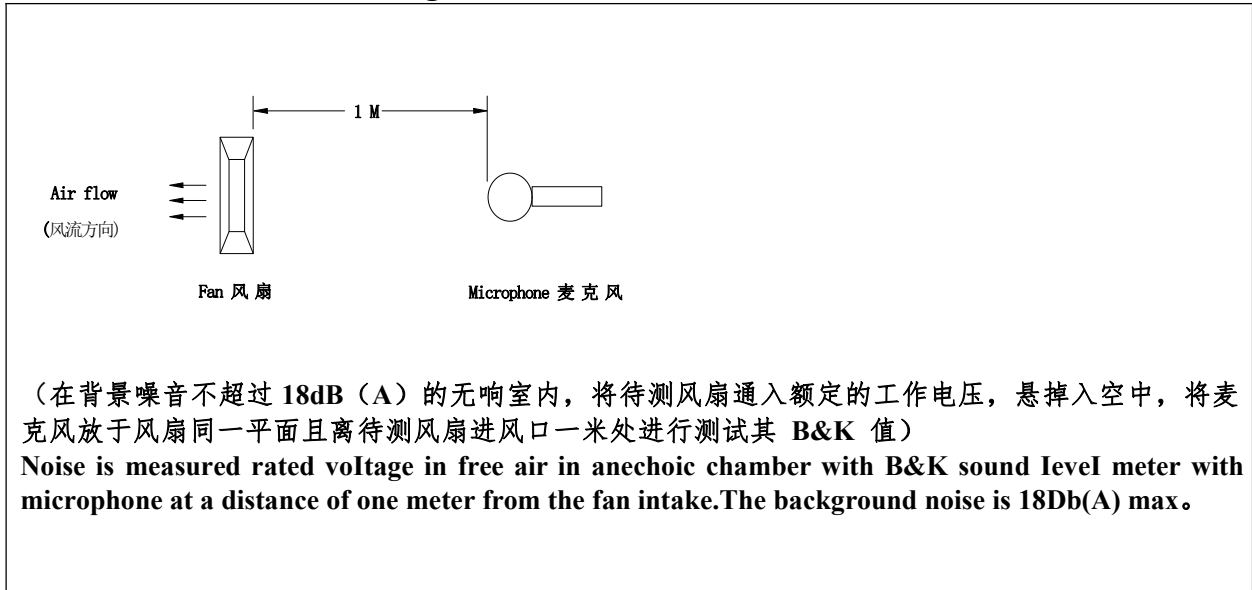 1 M
Air flow
(风流方向)
Fan 风 扇
Microphone 麦 克 风
（在背景噪音不超过 18dB（A）的无响室内，将待测风扇通入额定的工作电压，悬掉入空中，将麦
克风放于风扇同一平面且离待测风扇进风口一米处进行测试其 B&K 值）
Noise is measured rated voItage in free air in anechoic chamber with B&K sound IeveI meter with
microphone at a distance of one meter from the fan intake.The background noise is 18Db(A) max。